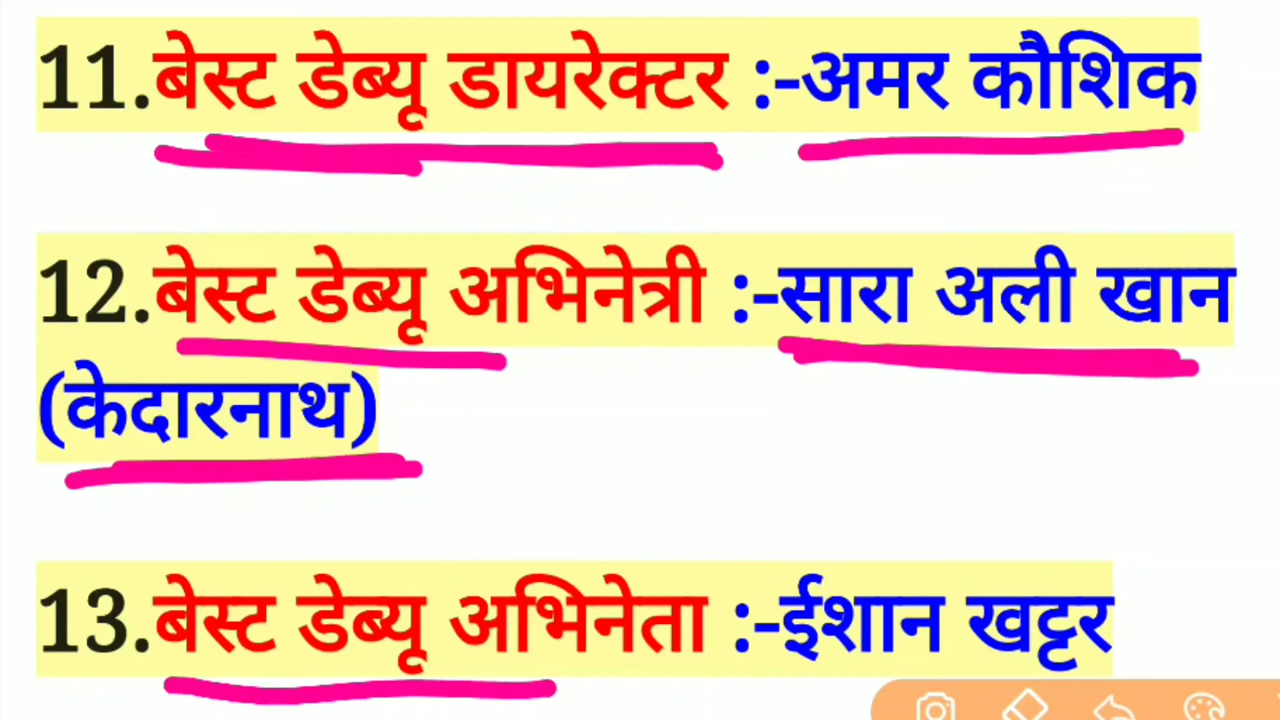 11.बेस्ट डेब्यू डायरेक्टर :-अमर कौशिक
12.बेस्ट डेब्यू अभिनेत्री :-सारा अली खान
(केदारनाथ)
13.बेस्ट डेब्यू अभिनेता :-ईशान खट्टर